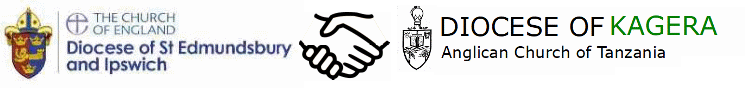 THE CHURCH
OF ENGLAND
Diocese of St Edmundsbury
and Ipswich
DIOCESE OF KAGERA
Anglican Church of Tanzania